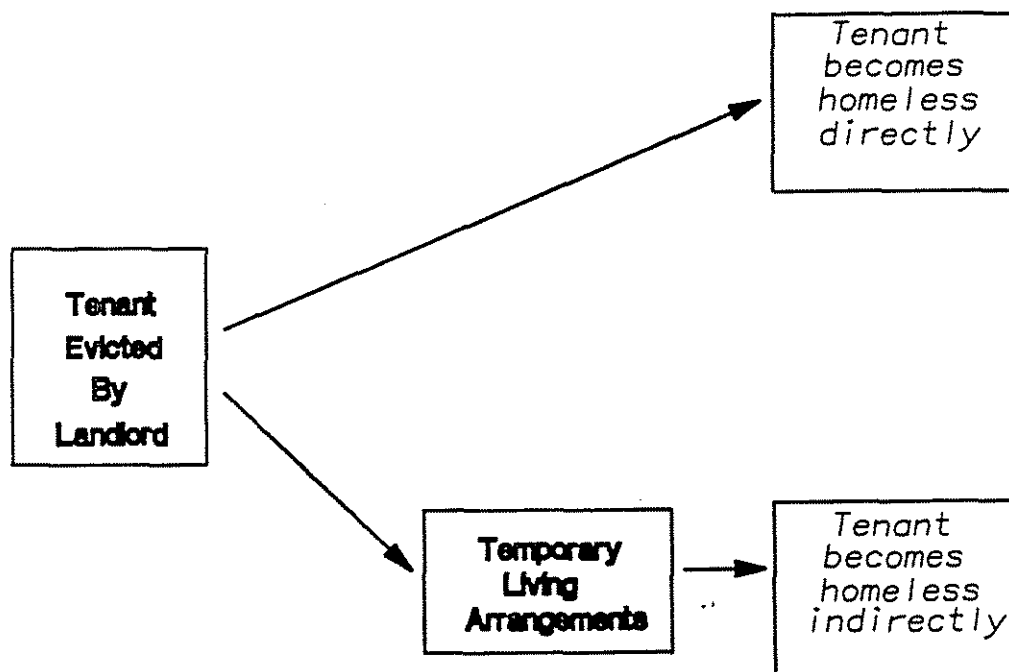 Tenant
becomes
homeless
directly
Tenant
Evicted
By
Landlord
Temporary
Living
Arrangements
Tenant
becomes
homeless
indirectly